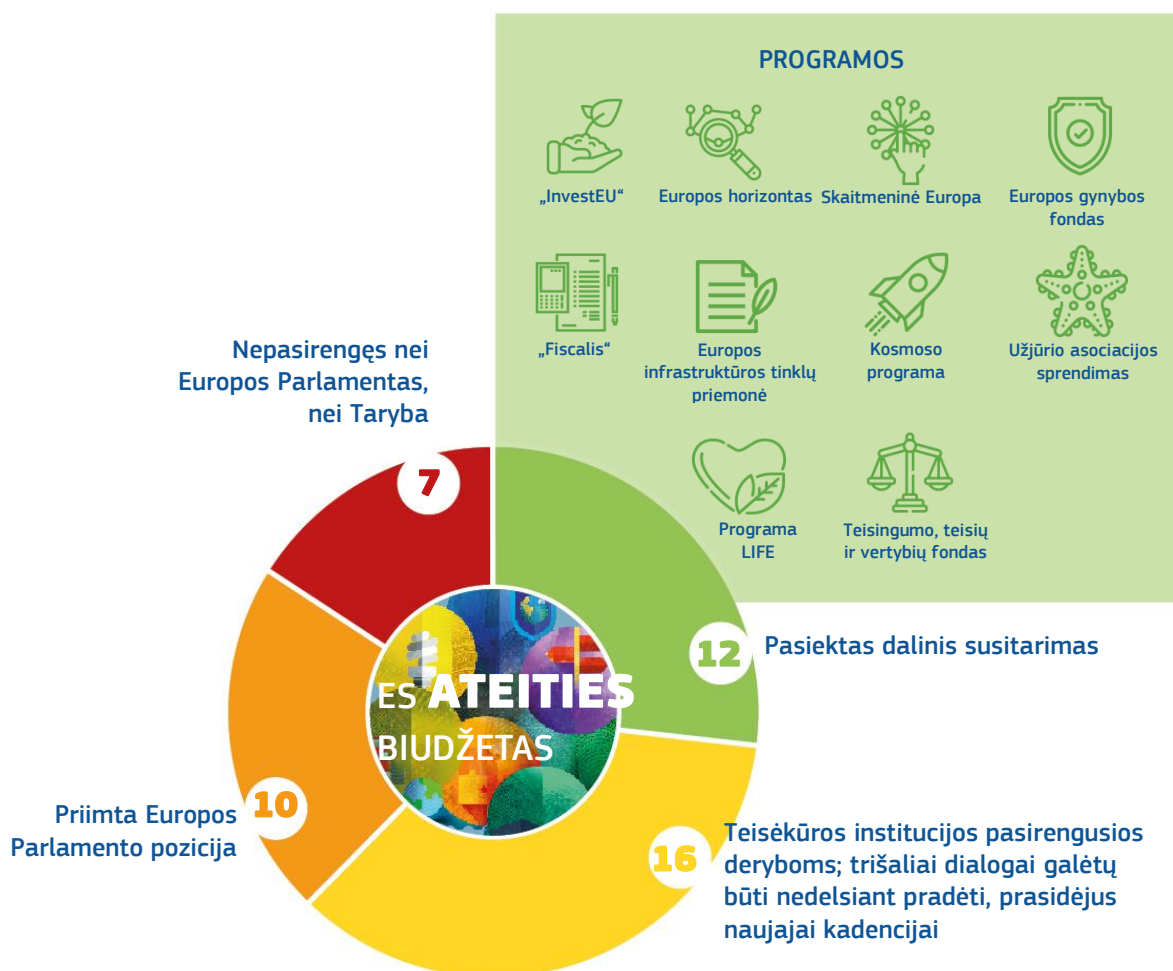 PROGRAMOS
„InvestEU“
Europos horizontas
Skaitmeninė Europa
Europos gynybos
fondas
„Fiscalis“
Europos
infrastruktūros tinklų
priemonė
Kosmoso
programa
Užjūrio asociacijos
sprendimas
Programa
LIFE
Teisingumo, teisių
ir vertybių fondas
Nepasirengęs nei
Europos Parlamentas,
nei Taryba
7
12
Pasiektas dalinis susitarimas
ES ATEITIES
BIUDŽETAS
10
Priimta Europos
Parlamento pozicija
16
Teisėkūros institucijos pasirengusios
deryboms; trišaliai dialogai galėtų
būti nedelsiant pradėti, prasidėjus
naujajai kadencijai